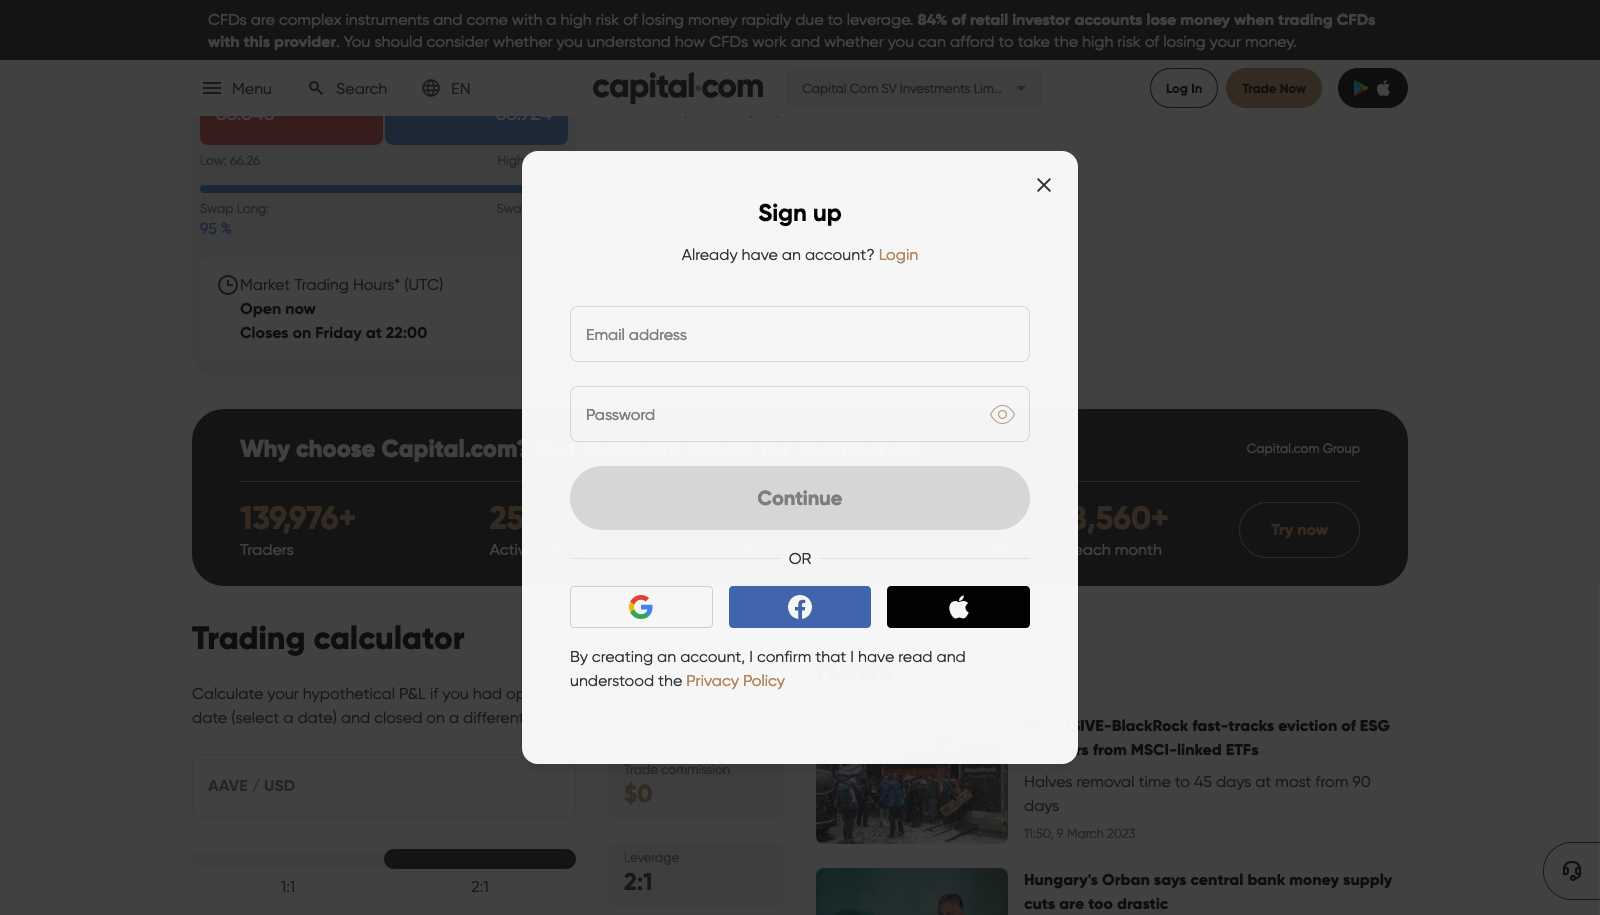 CFDs are complex instruments and come with a high risk of losing money rapidly due to leverage. 84% of retail investor accounts lose money when trading CFDs
with this provider. You should consider whether you understand how CFDs work and whether you can afford to take the high risk of losing your money.
Menu
Search
EN
capital.com
Capital Com SV Investments Lim...
Log In
Trade Now
Low: 66.26
High
Swap Long:
Swa
95 %
Market Trading Hours* (UTC)
Open now
Closes on Friday at 22:00
Sign up
Already have an account? Login
Email address
Password
Continue
OR
By creating an account, I confirm that I have read and
understood the Privacy Policy
Why choose Capital.com? Our numbers speak for themselves.
Capital.com Group
139,976+
Traders
25
Activ
3,560+
each month
Try now
Trading calculator
Calculate your hypothetical P&L if you had op
date (select a date) and closed on a different
AAVE / USD
1:1
2:1
Trade commission
$0
Leverage
2:1
News
SIVE-BlackRock fast-tracks eviction of ESG
rs from MSCI-linked ETFs
Halves removal time to 45 days at most from 90
days
11:50, 9 March 2023
Hungary's Orban says central bank money supply
cuts are too drastic